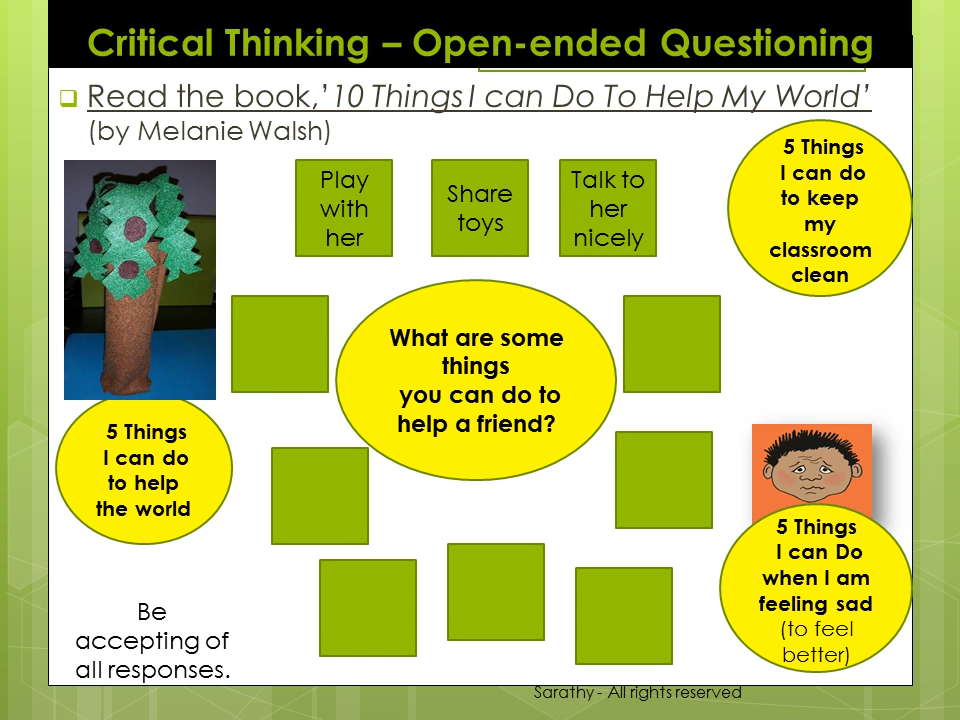 Critical Thinking – Open-ended Questioning
Read the book,’10 Things I can Do To Help My World’
(by Melanie Walsh)
Play
with
her
Share
toys
Talk to
her
nicely
5 Things
I can do
to keep
my
classroom
clean
What are some
things
you can do to
help a friend?
5 Things
I can do
to help
the world
5 Things
I can Do
when I am
feeling sad
(to feel
better)
Be
accepting of
all responses.
Sarathy - All rights reserved